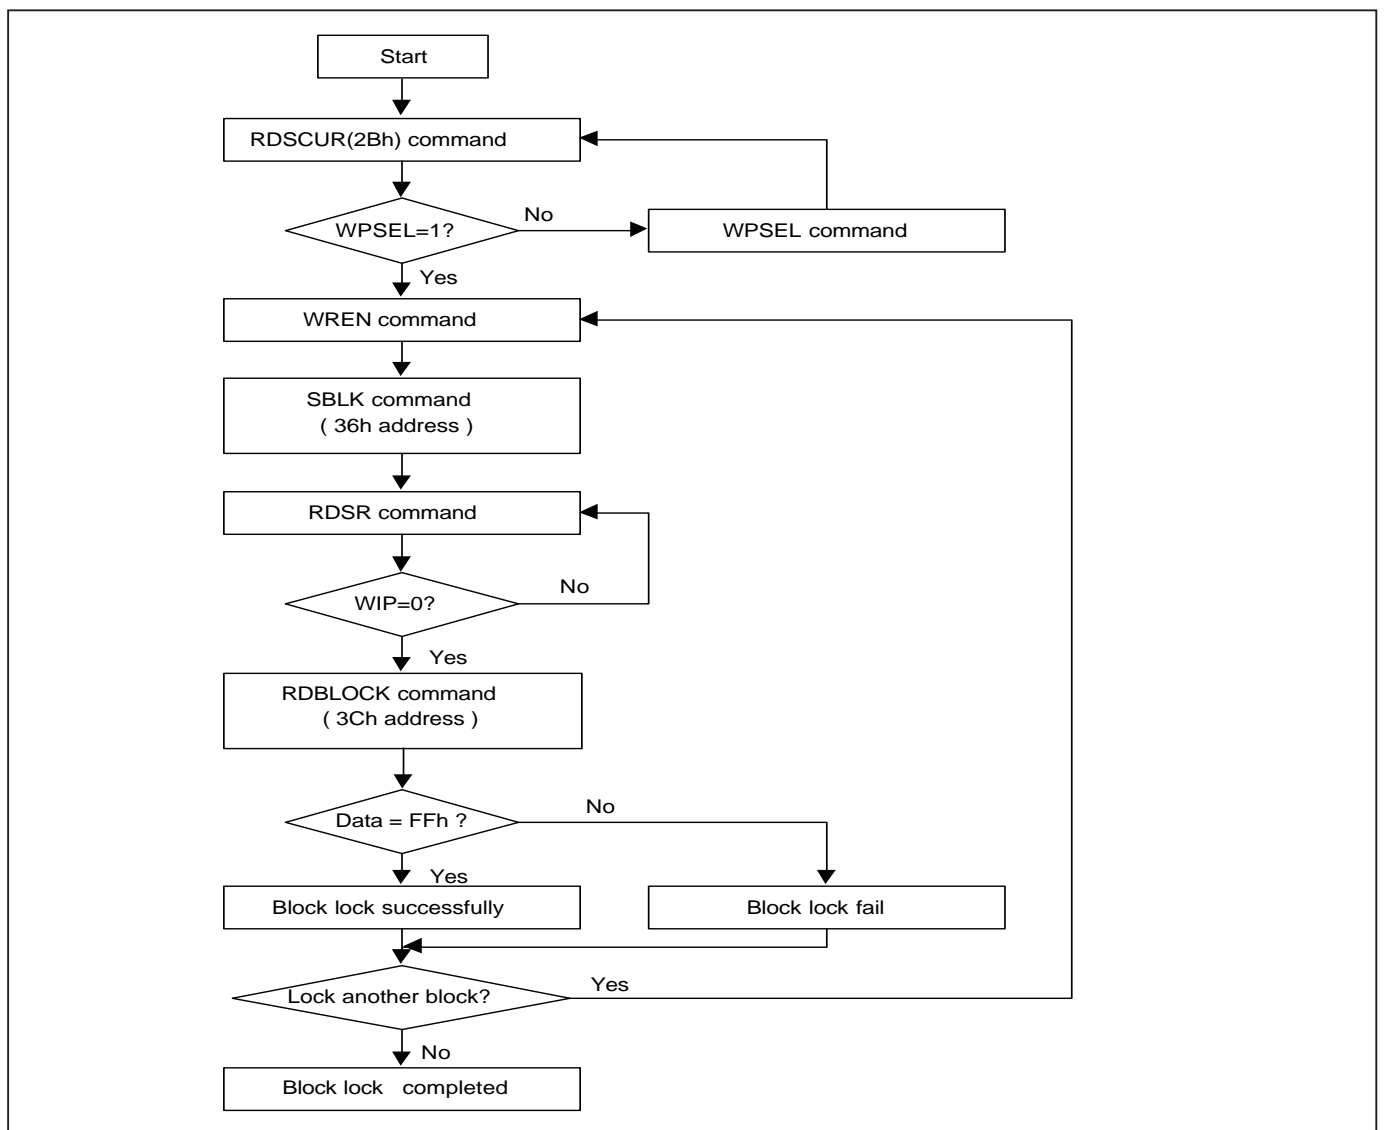 Start
RDSCUR(2Bh) command
WPSEL=1?
No
WPSEL command
Yes
WREN command
SBLK command
( 36h address )
RDSR command
WIP=0?
No
Yes
RDBLOCK command
( 3Ch address )
Data = FFh ?
No
Yes
Block lock successfully
Block lock fail
Lock another block?
Yes
No
Block lock completed